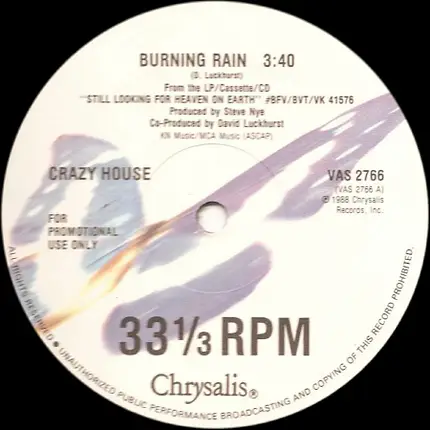 BURNING RAIN 3:40
(D. Luckhurst)
From the LP/Cassette/CD
"STILL LOOKING FOR HEAVEN ON EARTH" #BFV/BVT/VK 41576
Produced by Steve Nye
Co-Produced by David Luckhurst
KN Music/MCA Music (ASCAP)
CRAZY HOUSE
VAS 2766
(VAS 2766 A)
℗ 1988 Chrysalis
Records, Inc.
FOR
PROMOTIONAL
USE ONLY
33 1/3 RPM
Chrysalis®
ALL RIGHTS RESERVED ● UNAUTHORIZED PUBLIC PERFORMANCE BROADCASTING AND COPYING OF THIS RECORD PROHIBITED.